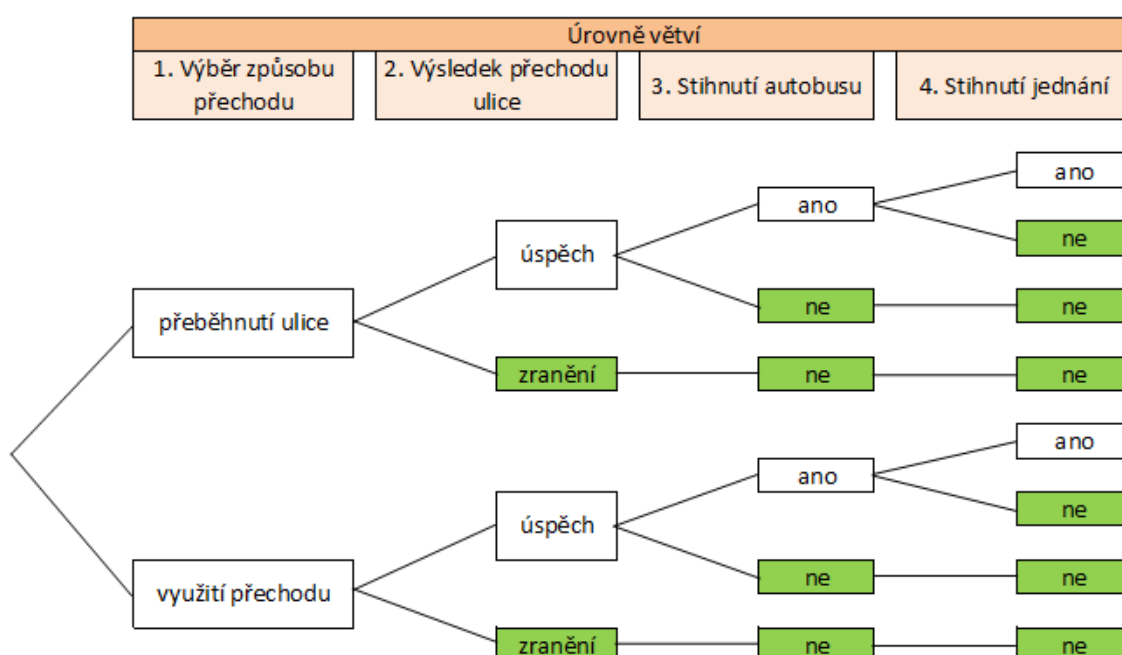 Úrovně větví
1. Výběr způsobu
přechodu
2. Výsledek přechodu
ulice
3. Stihnutí autobusu
4. Stihnutí jednání
ano
ano
úspěch
ne
přeběhnutí ulice
ne
ne
zranění
ne
ne
ano
ano
úspěch
ne
využití přechodu
ne
ne
zranění
ne
ne